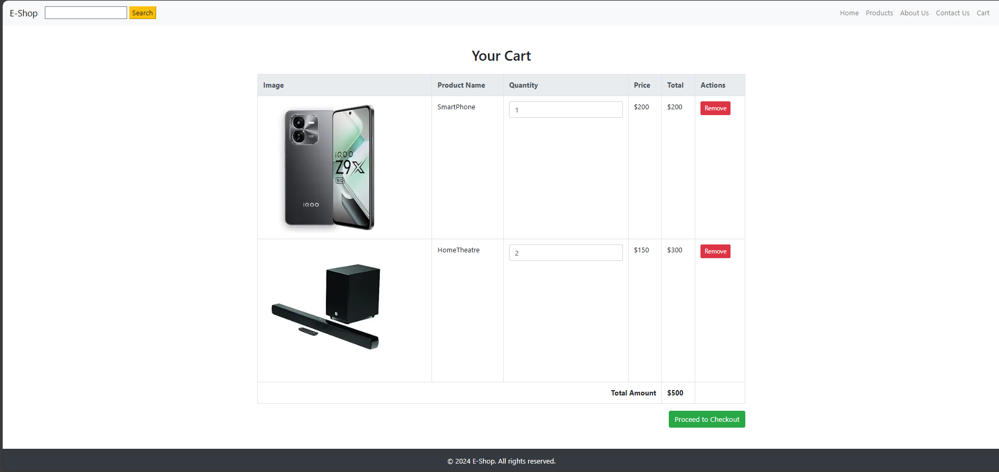 E-Shop Search Home Products About Us Contact Us Cart
Your Cart
Image Product Name Quantity Price Total Actions
SmartPhone 1 $200 $200 Remove
iQOO
Z9X
5G
iQOO
HomeTheatre 2 $150 $300 Remove
Total Amount $500
Proceed to Checkout
© 2024 E-Shop. All rights reserved.